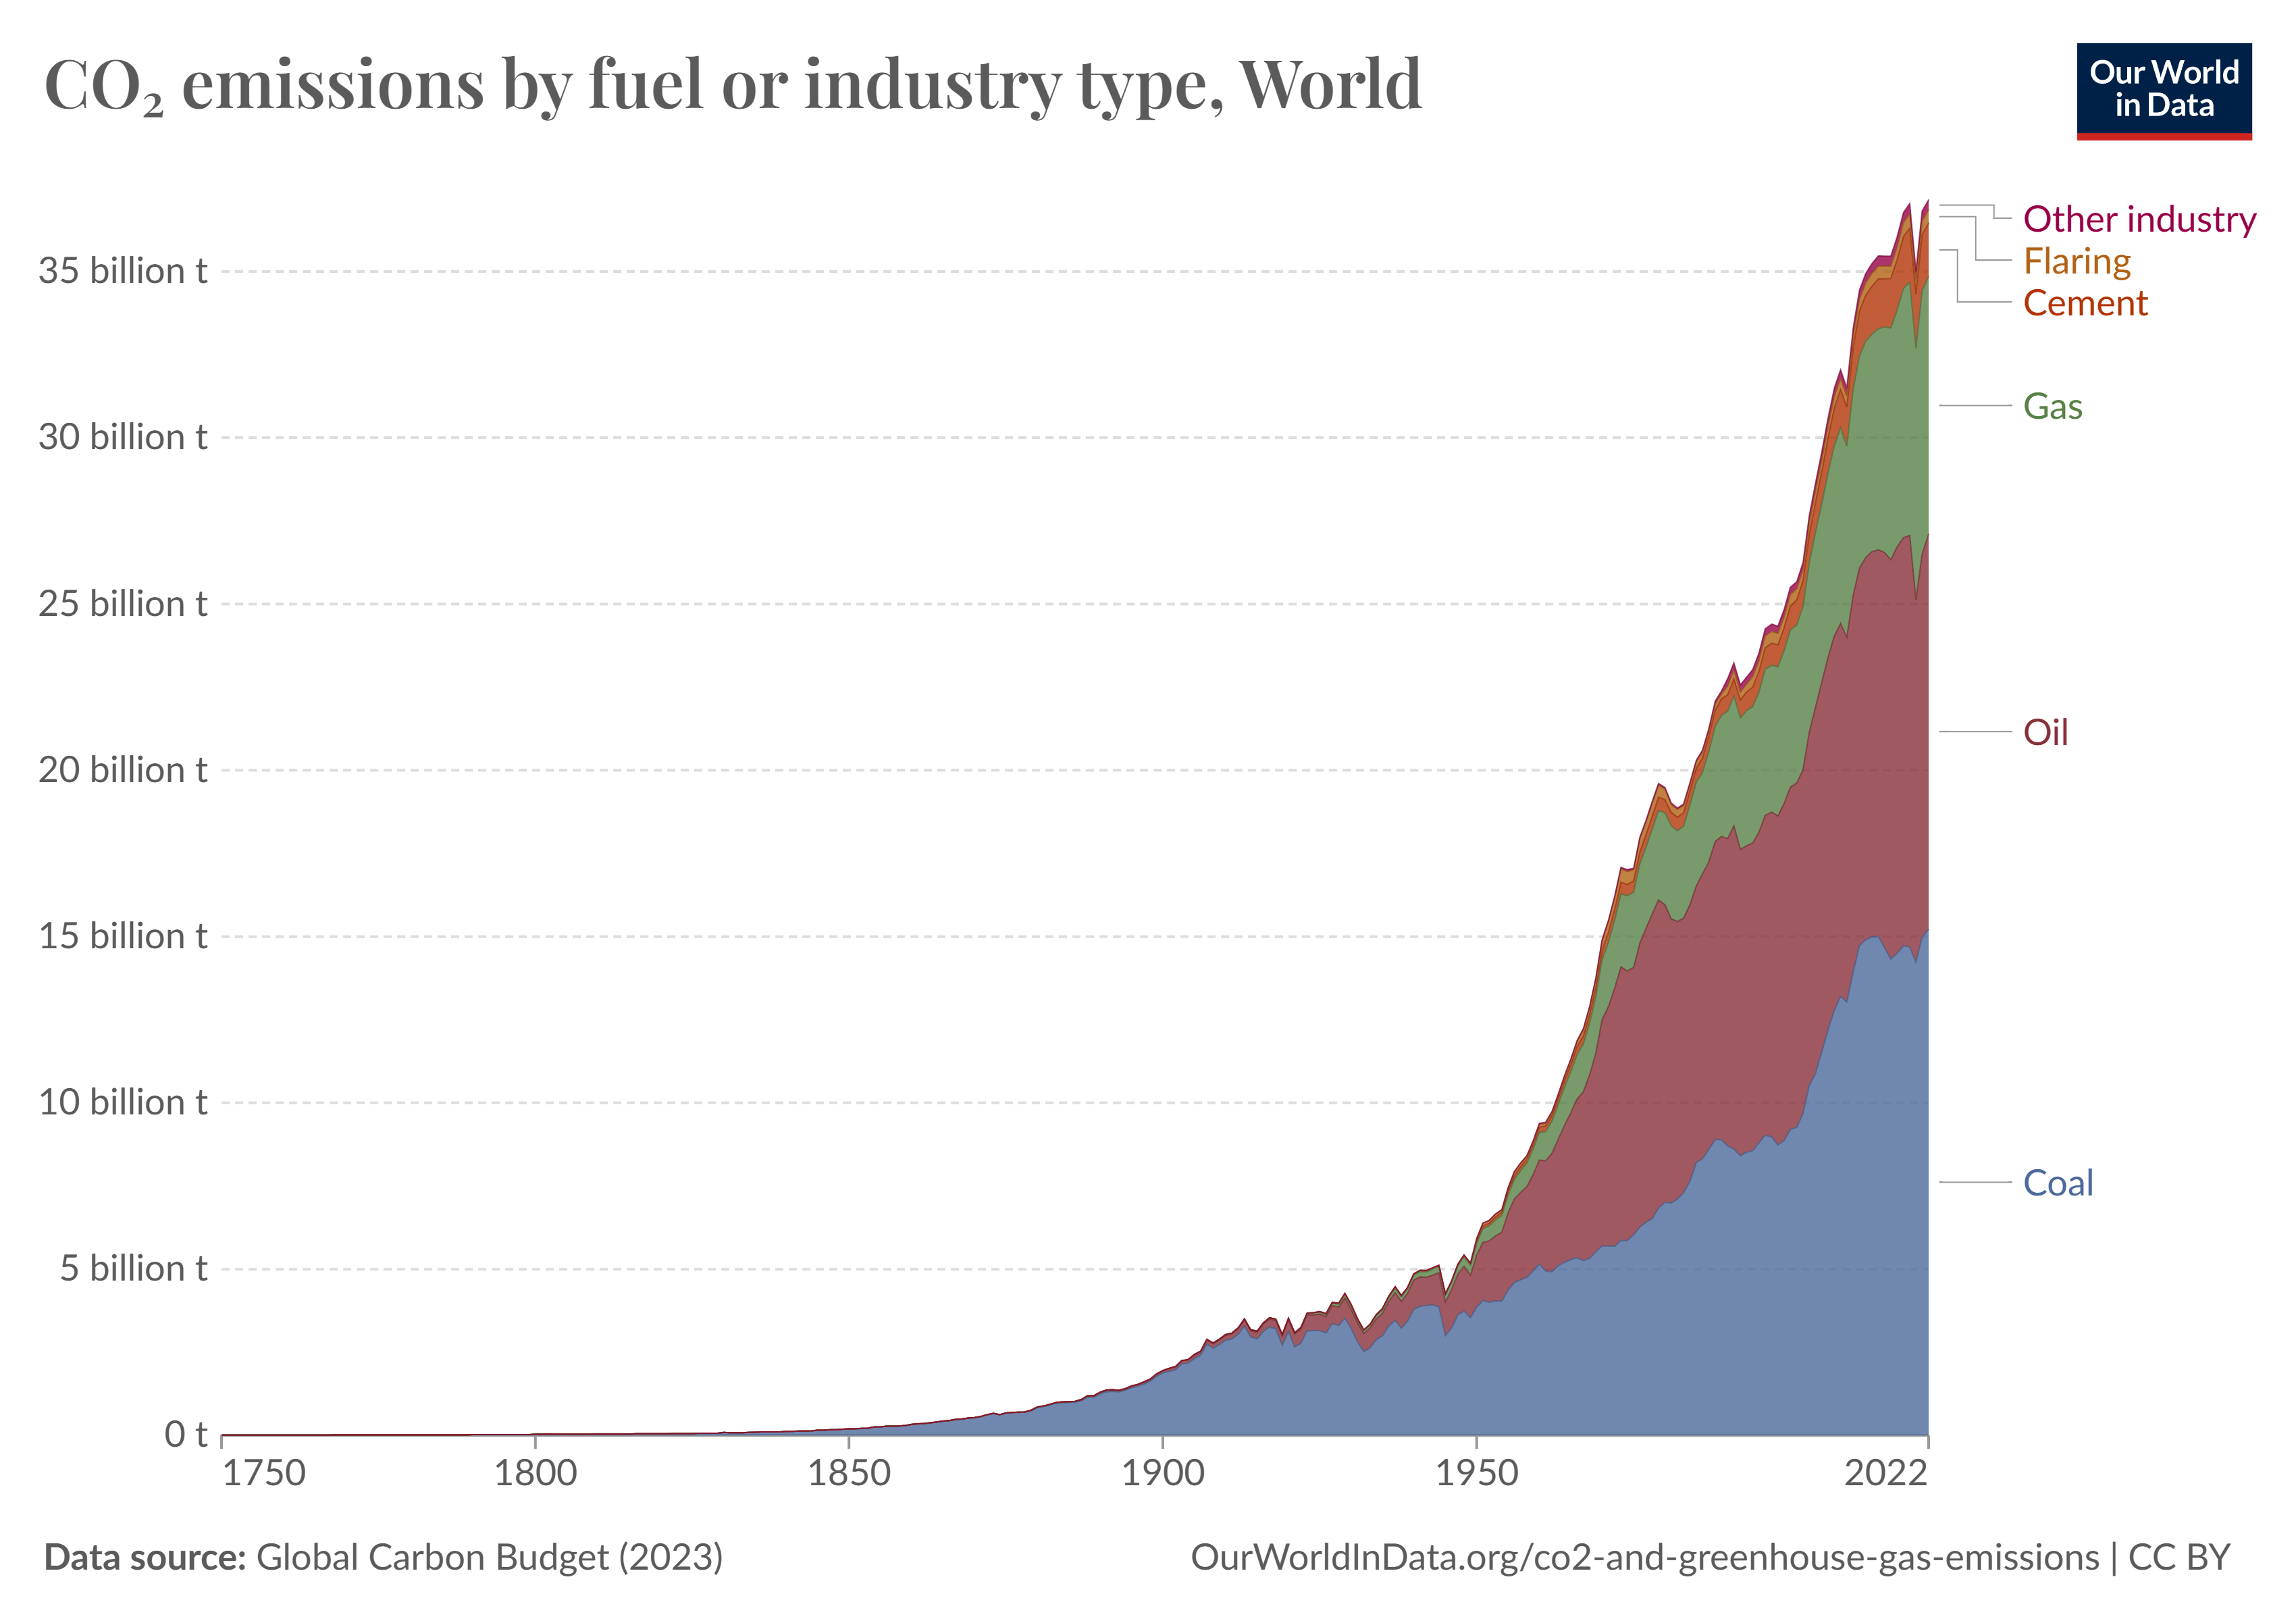 CO₂ emissions by fuel or industry type, World
Our World
in Data
35 billion t
30 billion t
25 billion t
20 billion t
15 billion t
10 billion t
5 billion t
0 t
Other industry
Flaring
Cement
Gas
Oil
Coal
1750 1800 1850 1900 1950 2022
Data source: Global Carbon Budget (2023)
OurWorldInData.org/co2-and-greenhouse-gas-emissions | CC BY